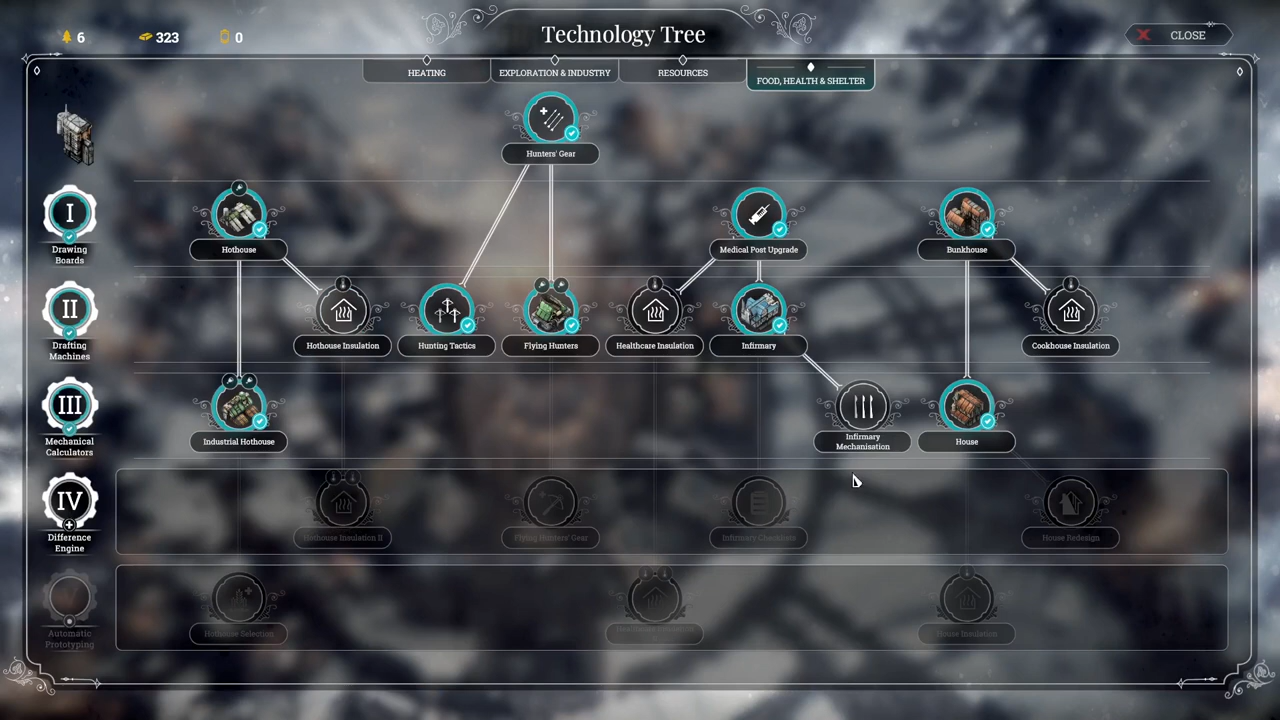 6
323
0
Technology Tree
CLOSE
HEATING
EXPLORATION & INDUSTRY
RESOURCES
FOOD, HEALTH & SHELTER
Hunters' Gear
I
Drawing
Boards
Hothouse
Medical Post Upgrade
Bunkhouse
II
Drafting
Machines
Hothouse Insulation
Hunting Tactics
Flying Hunters
Healthcare Insulation
Infirmary
Cookhouse Insulation
III
Mechanical
Calculators
Industrial Hothouse
Infirmary
Mechanisation
House
IV
Difference
Engine
Hothouse Insulation II
Flying Hunters' Gear
Infirmary Checklists
House Redesign
Automatic
Prototyping
Hothouse Selection
House Insulation